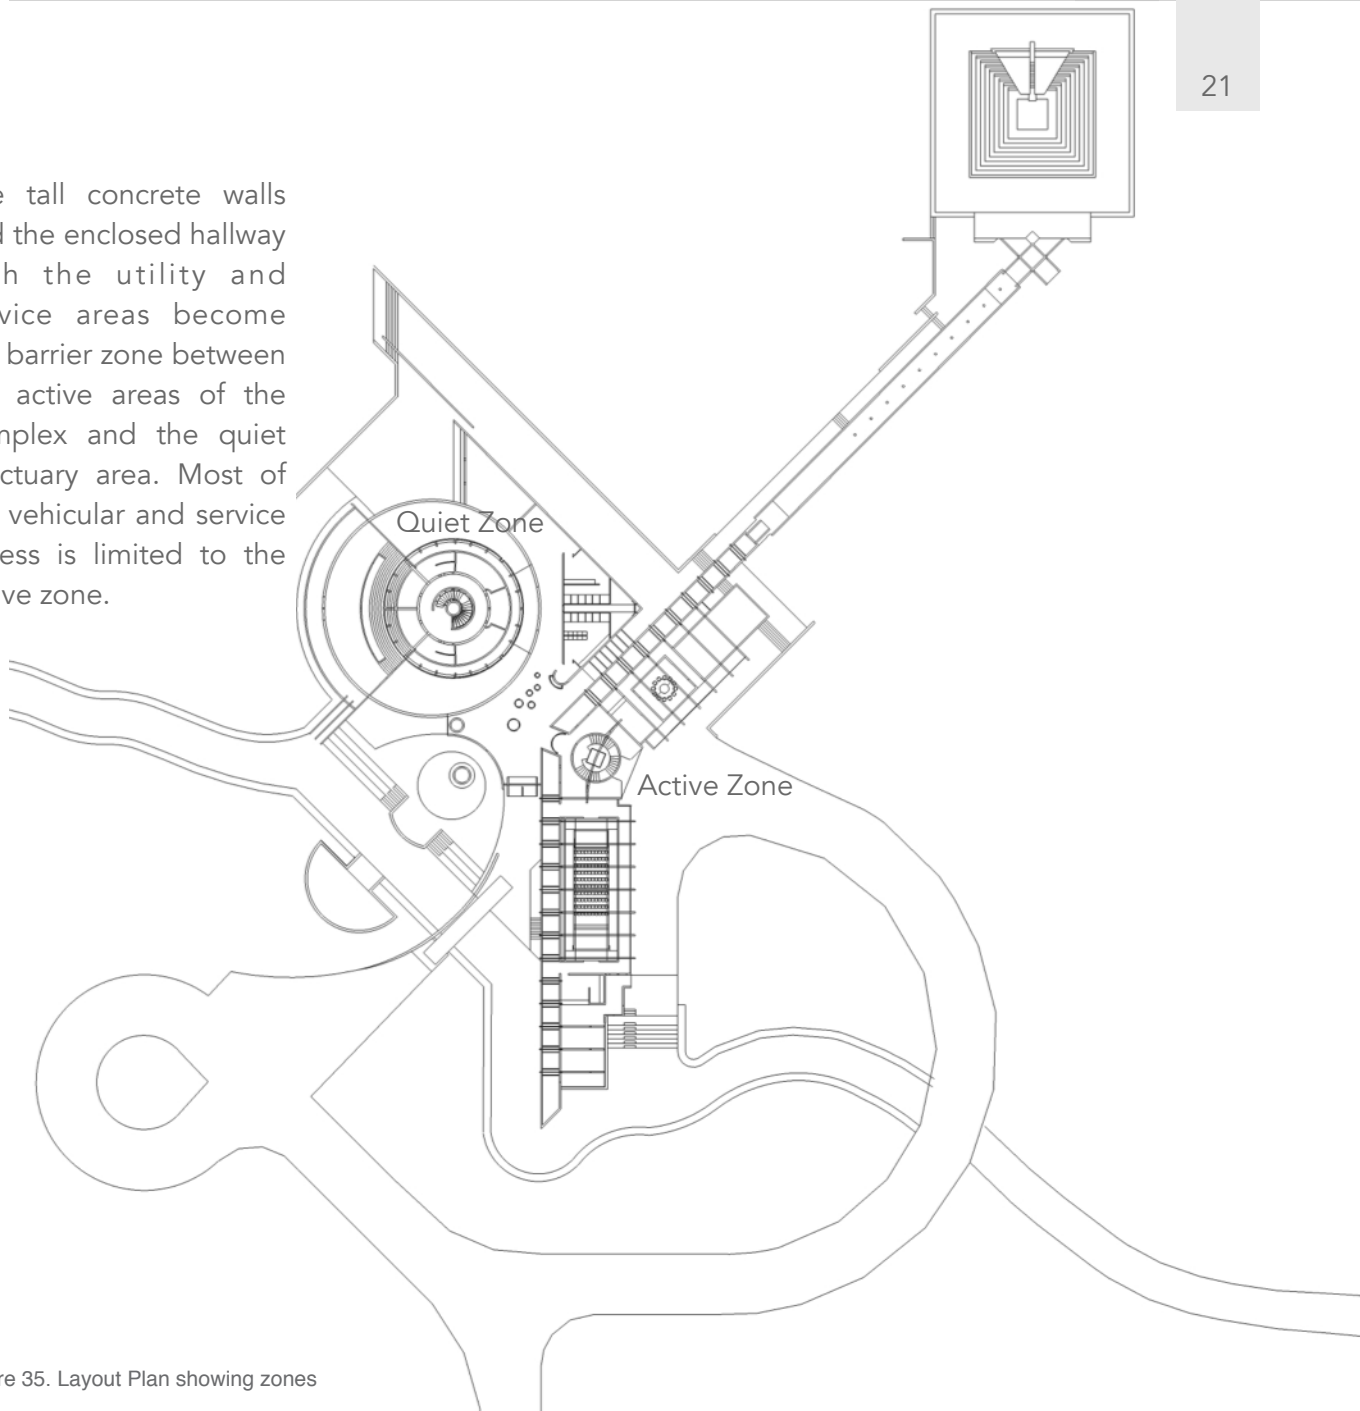 21
e tall concrete walls
d the enclosed hallway
h the utility and
vice areas become
barrier zone between
active areas of the
mplex and the quiet
ctuary area. Most of
vehicular and service
ess is limited to the
ve zone.
Quiet Zone
Active Zone
re 35. Layout Plan showing zones